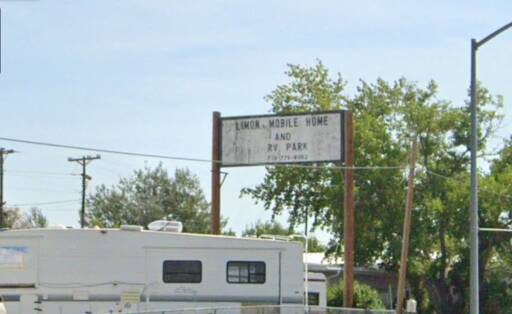 LIMON MOBILE HOME
AND
RV PARK